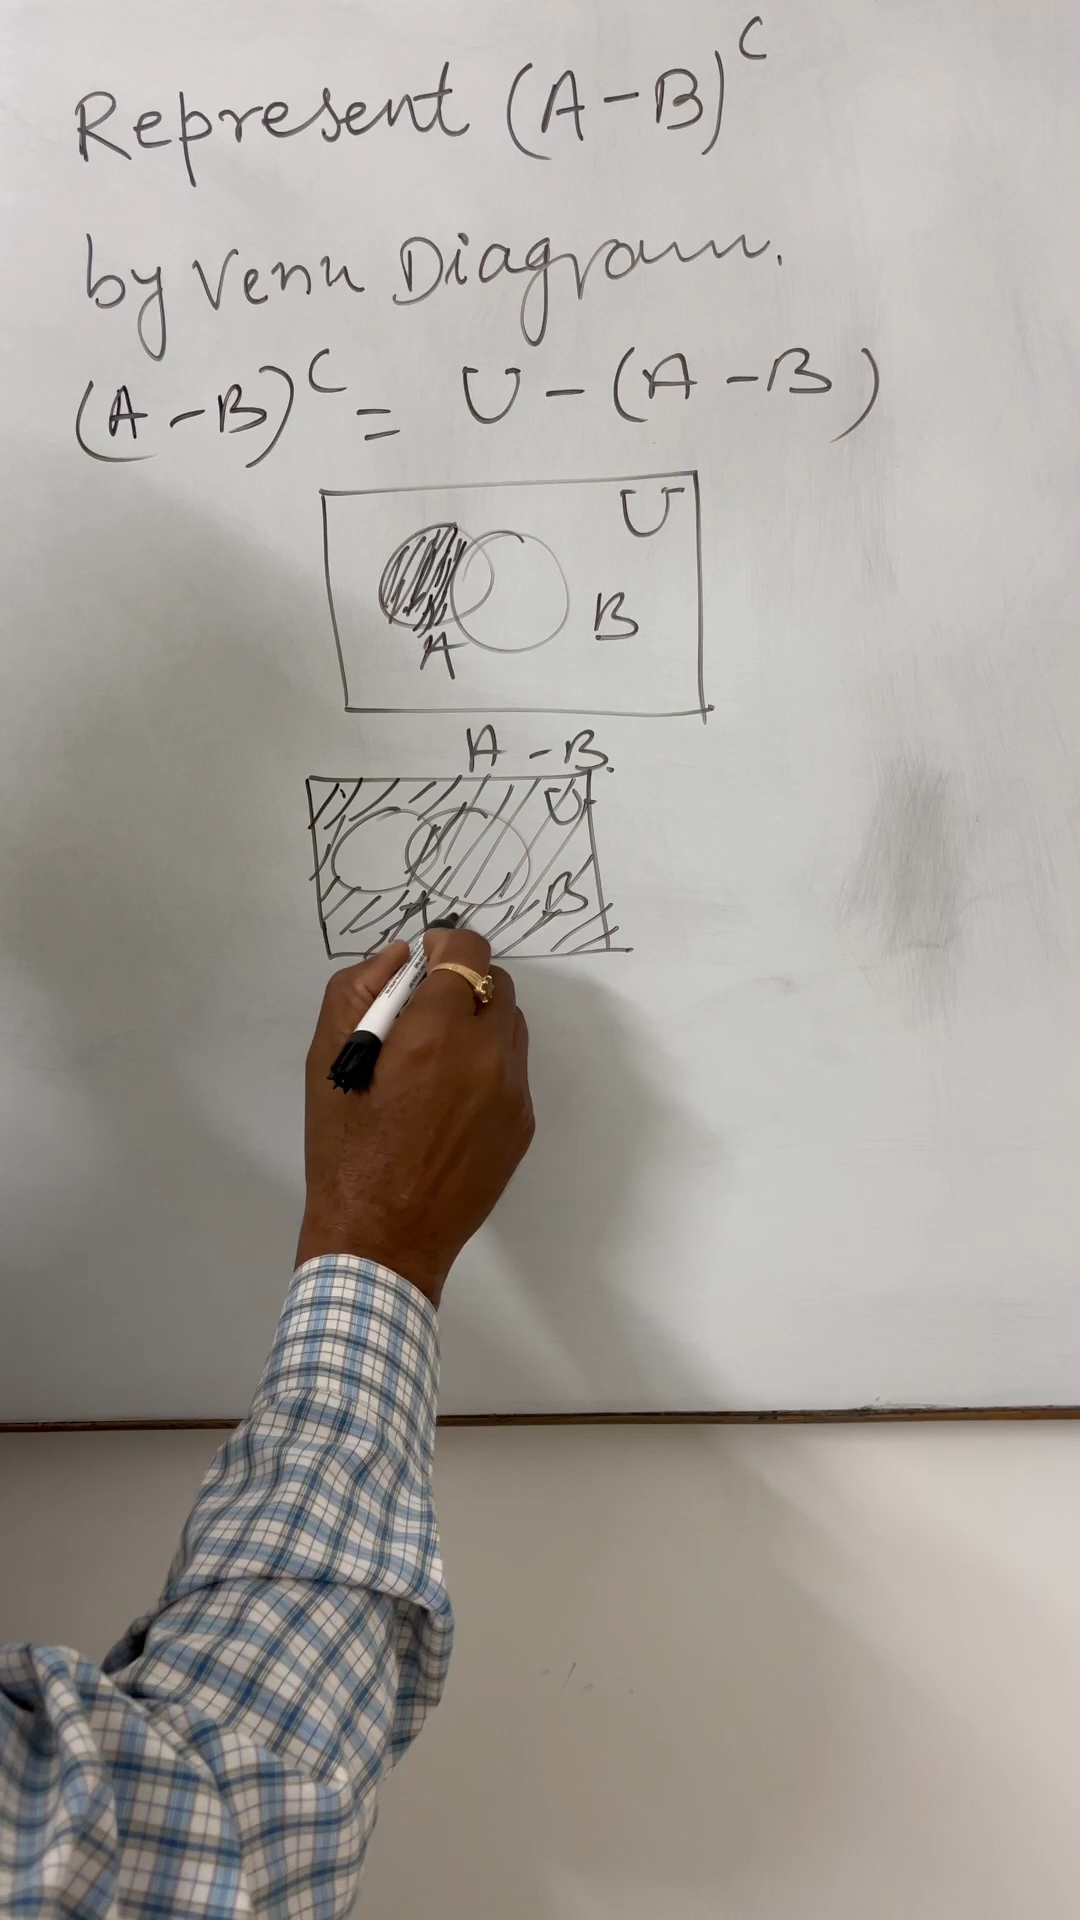 Represent (A-B)^C
by Venn Diagram.
(A-B)^C = U-(A-B)
U
B
A
A-B.
U
B
A